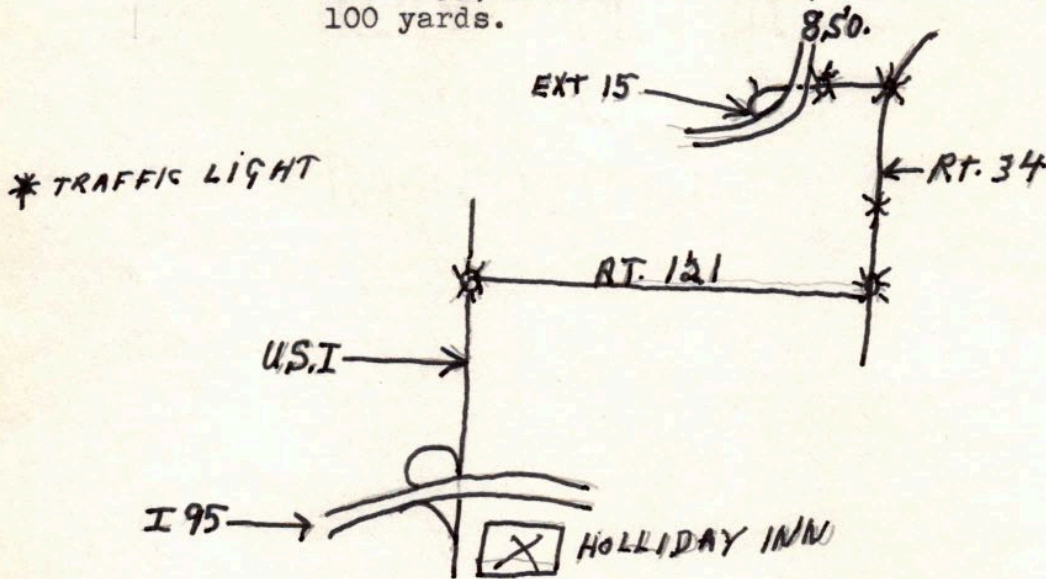 100 yards.
850.
EXT 15
RT. 34
* TRAFFIC LIGHT
RT. 121
U.S.I
I 95
X HOLLIDAY INN